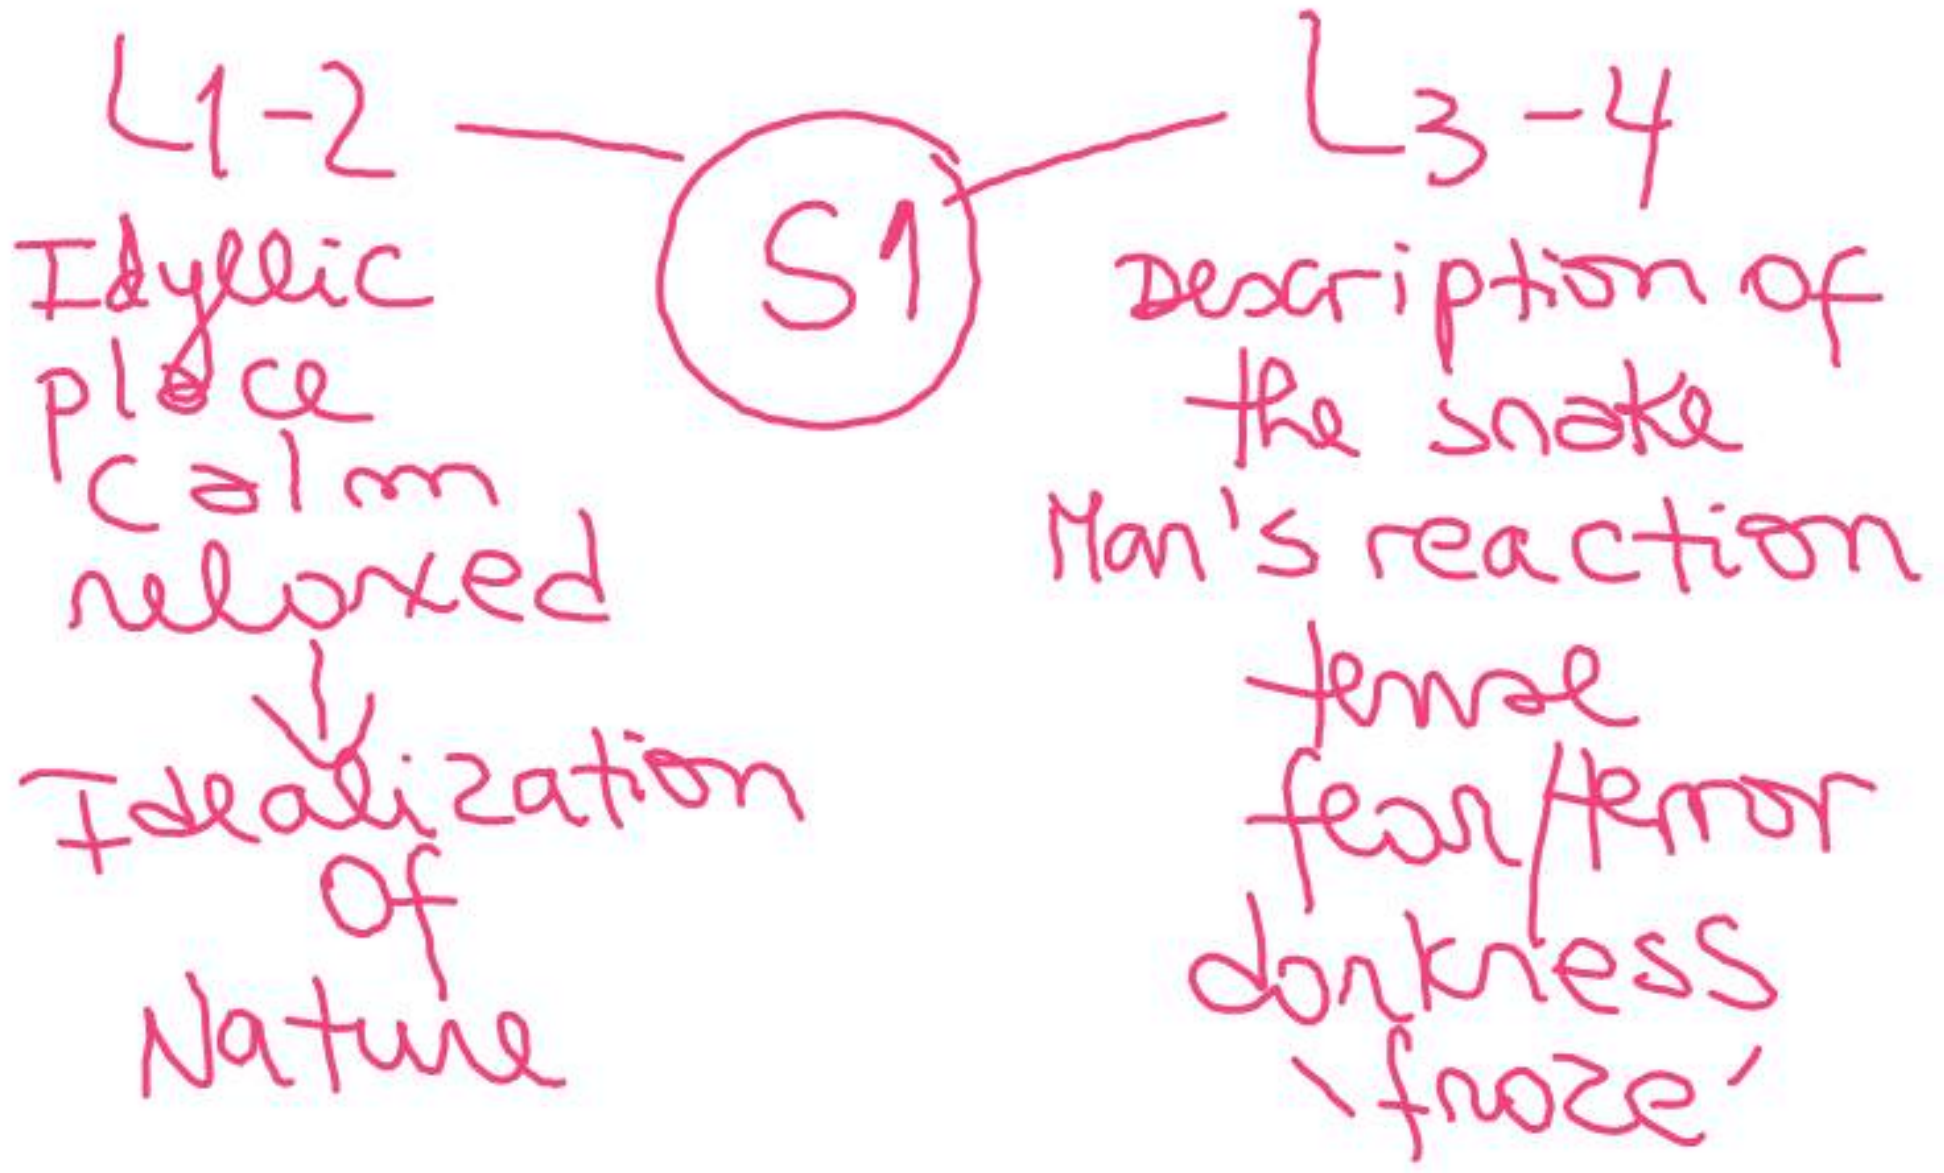 L1-2
Idyllic
place
calm
relaxed
Idealization
of
Nature
S1
L3-4
Description of
the snake
Man's reaction
tense
fear/terror
darkness
'froze'